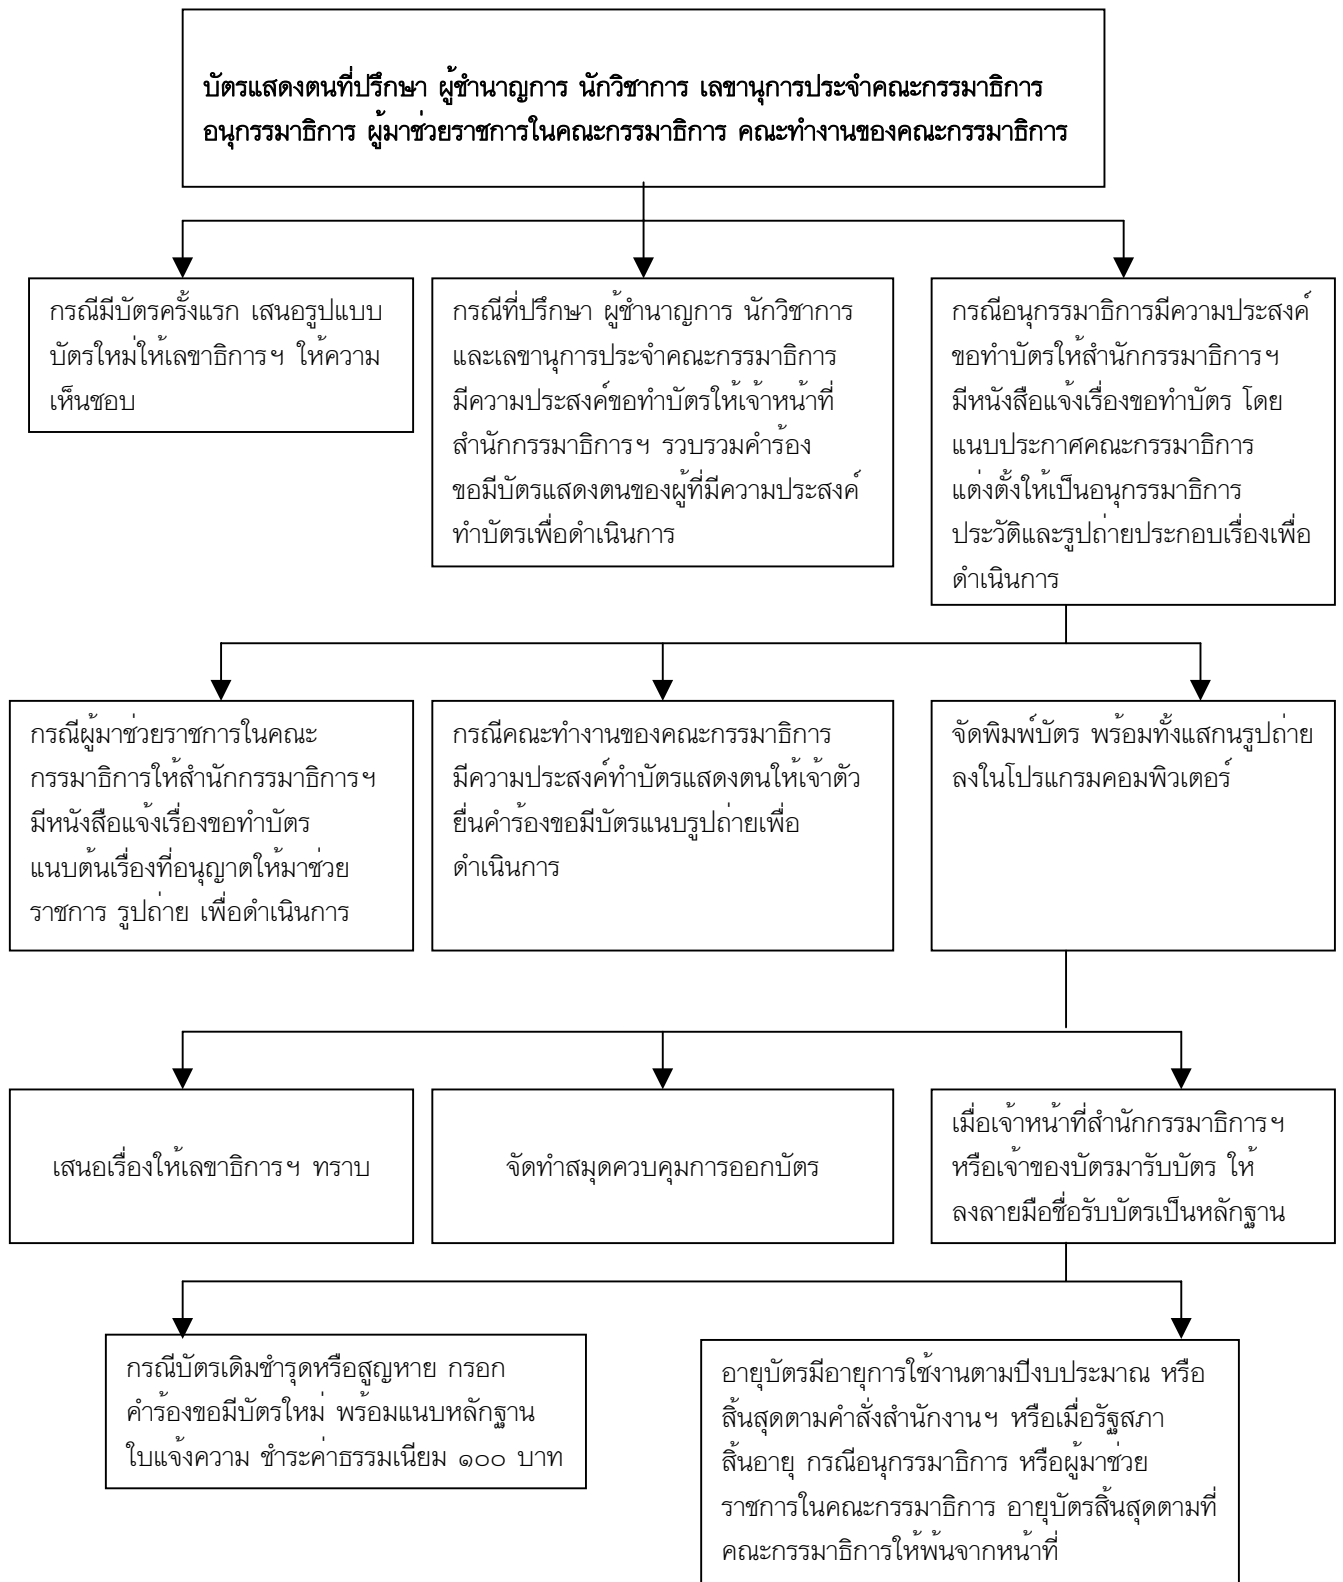 บัตรแสดงตนที่ปรึกษา ผู้ชำนาญการ นักวิชาการ เลขานุการประจำคณะกรรมาธิการ
อนุกรรมาธิการ ผู้มาช่วยราชการในคณะกรรมาธิการ คณะทำงานของคณะกรรมาธิการ
กรณีมีบัตรครั้งแรก เสนอรูปแบบ
บัตรใหม่ให้เลขาธิการฯ ให้ความ
เห็นชอบ
กรณีที่ปรึกษา ผู้ชำนาญการ นักวิชาการ
และเลขานุการประจำคณะกรรมาธิการ
มีความประสงค์ขอทำบัตรให้เจ้าหน้าที่
สำนักกรรมาธิการฯ รวบรวมคำร้อง
ขอมีบัตรแสดงตนของผู้ที่มีความประสงค์
ทำบัตรเพื่อดำเนินการ
กรณีอนุกรรมาธิการมีความประสงค์
ขอทำบัตรให้สำนักกรรมาธิการฯ
มีหนังสือแจ้งเรื่องขอทำบัตร โดย
แนบประกาศคณะกรรมาธิการ
แต่งตั้งให้เป็นอนุกรรมาธิการ
ประวัติและรูปถ่ายประกอบเรื่องเพื่อ
ดำเนินการ
กรณีผู้มาช่วยราชการในคณะ
กรรมาธิการให้สำนักกรรมาธิการฯ
มีหนังสือแจ้งเรื่องขอทำบัตร
แนบต้นเรื่องที่อนุญาตให้มาช่วย
ราชการ รูปถ่าย เพื่อดำเนินการ
กรณีคณะทำงานของคณะกรรมาธิการ
มีความประสงค์ทำบัตรแสดงตนให้เจ้าตัว
ยื่นคำร้องขอมีบัตรแนบรูปถ่ายเพื่อ
ดำเนินการ
จัดพิมพ์บัตร พร้อมทั้งแสกนรูปถ่าย
ลงในโปรแกรมคอมพิวเตอร์
เสนอเรื่องให้เลขาธิการฯ ทราบ
จัดทำสมุดควบคุมการออกบัตร
เมื่อเจ้าหน้าที่สำนักกรรมาธิการฯ
หรือเจ้าของบัตรมารับบัตร ให้
ลงลายมือชื่อรับบัตรเป็นหลักฐาน
กรณีบัตรเดิมชำรุดหรือสูญหาย กรอก
คำร้องขอมีบัตรใหม่ พร้อมแนบหลักฐาน
ใบแจ้งความ ชำระค่าธรรมเนียม ๑๐๐ บาท
อายุบัตรมีอายุการใช้งานตามปีงบประมาณ หรือ
สิ้นสุดตามคำสั่งสำนักงานฯ หรือเมื่อรัฐสภา
สิ้นอายุ กรณีอนุกรรมาธิการ หรือผู้มาช่วย
ราชการในคณะกรรมาธิการ อายุบัตรสิ้นสุดตามที่
คณะกรรมาธิการให้พ้นจากหน้าที่